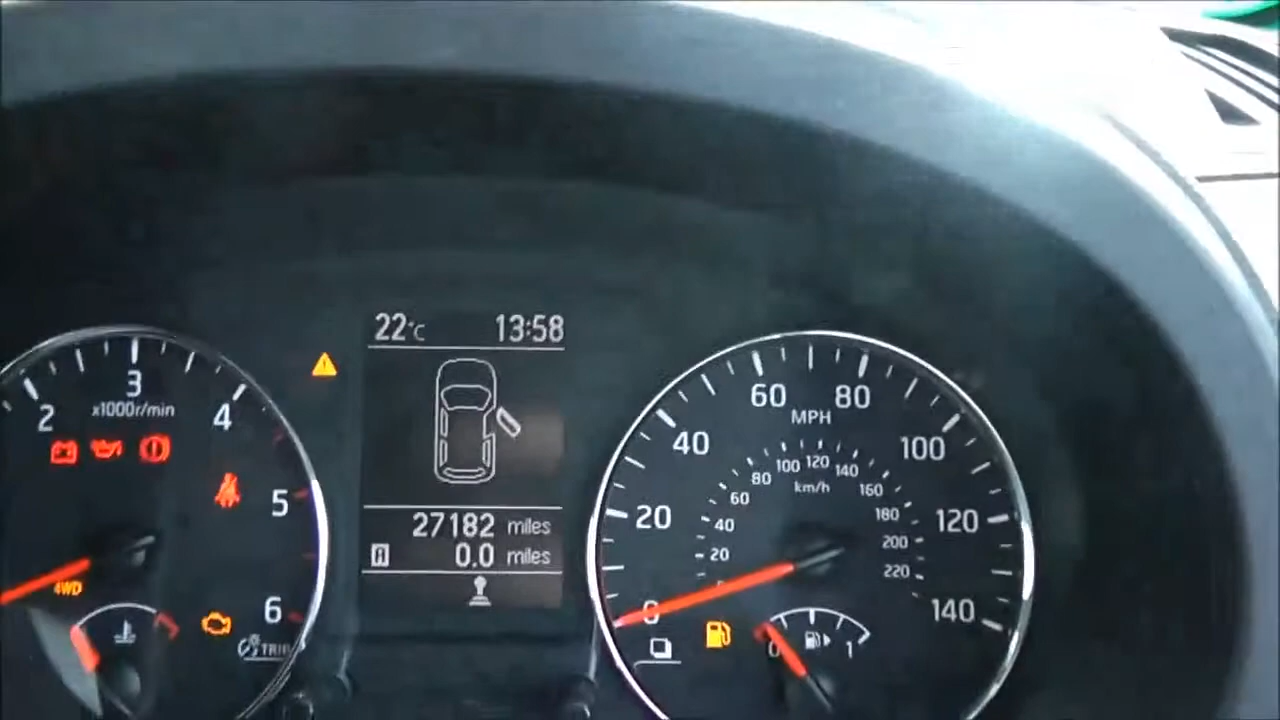 22°C 13:58
2 3 4 5 6
x1000r/min
4WD
TRIP
27182 miles
A 0.0 miles
0 20 40 60 80 100 120 140
MPH
20 40 60 80 100 120 140 160 180 200 220
km/h
0 1